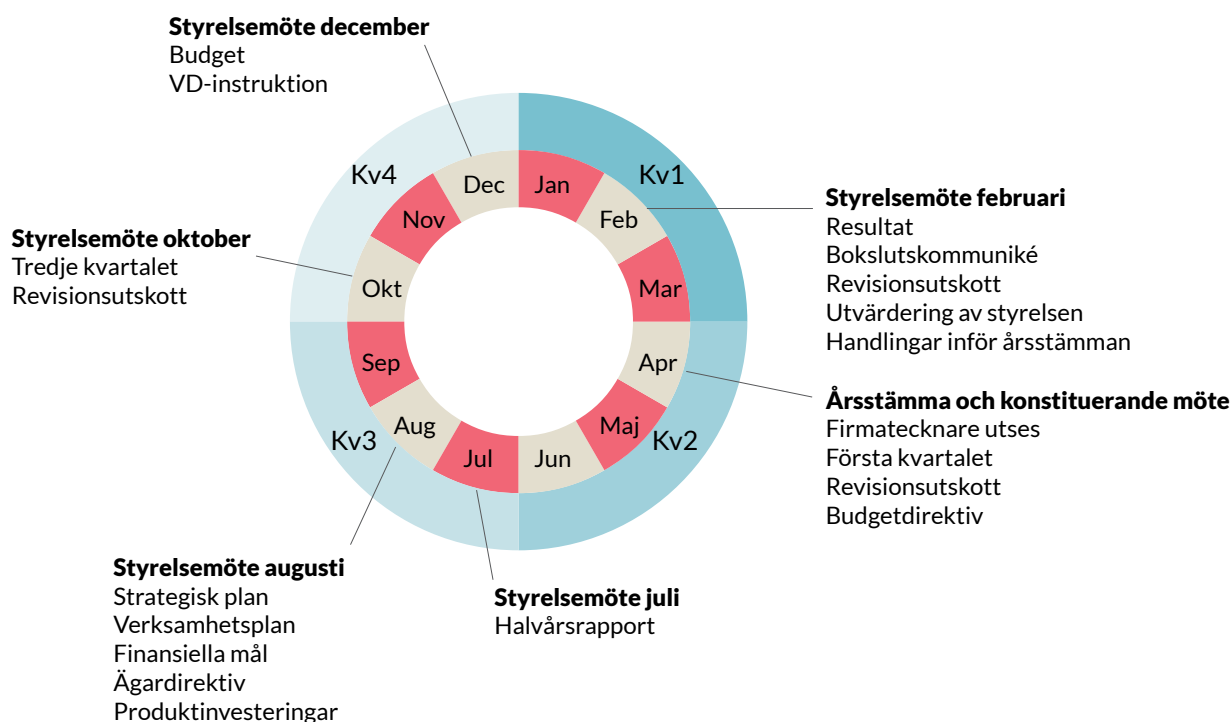 Styrelsemöte december
Budget
VD-instruktion
Kv4
Kv1
Dec
Jan
Nov
Feb
Styrelsemöte februari
Resultat
Bokslutskommuniké
Revisionsutskott
Utvärdering av styrelsen
Handlingar inför årsstämman
Styrelsemöte oktober
Tredje kvartalet
Revisionsutskott
Okt
Mar
Sep
Apr
Årsstämma och konstituerande möte
Firmatecknare utses
Första kvartalet
Revisionsutskott
Budgetdirektiv
Aug
Maj
Kv3
Kv2
Jul
Jun
Styrelsemöte augusti
Strategisk plan
Verksamhetsplan
Finansiella mål
Ägardirektiv
Produktinvesteringar
Styrelsemöte juli
Halvårsrapport